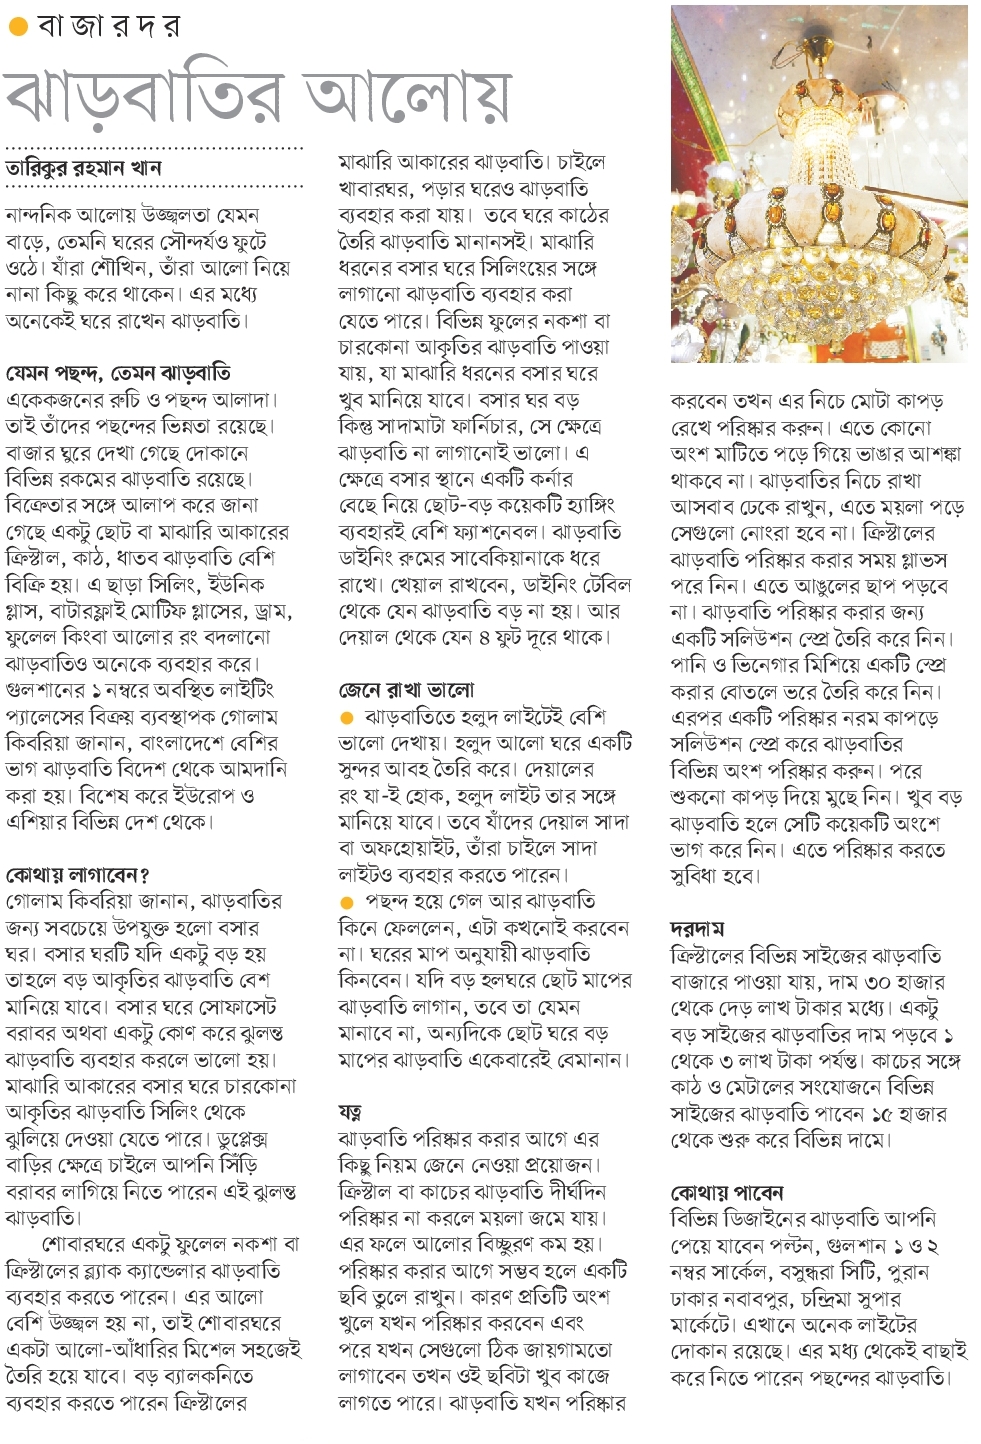 বাজারদর
ঝাড়বাতির আলোয়
তারিকুর রহমান খান
নান্দনিক আলোয় উজ্জ্বলতা যেমন
বাড়ে, তেমনি ঘরের সৌন্দর্যও ফুটে
ওঠে। যাঁরা শৌখিন, তাঁরা আলো নিয়ে
নানা কিছু করে থাকেন। এর মধ্যে
অনেকেই ঘরে রাখেন ঝাড়বাতি।
যেমন পছন্দ, তেমন ঝাড়বাতি
একেকজনের রুচি ও পছন্দ আলাদা।
তাই তাঁদের পছন্দের ভিন্নতা রয়েছে।
বাজার ঘুরে দেখা গেছে দোকানে
বিভিন্ন রকমের ঝাড়বাতি রয়েছে।
বিক্রেতার সঙ্গে আলাপ করে জানা
গেছে একটু ছোট বা মাঝারি আকারের
ক্রিস্টাল, কাঠ, ধাতব ঝাড়বাতি বেশি
বিক্রি হয়। এ ছাড়া সিলিং, ইউনিক
গ্লাস, বাটারফ্লাই মোটিফ গ্লাসের, ড্রাম,
ফুলেল কিংবা আলোর রং বদলানো
ঝাড়বাতিও অনেকে ব্যবহার করে।
গুলশানের ১ নম্বরে অবস্থিত লাইটিং
প্যালেসের বিক্রয় ব্যবস্থাপক গোলাম
কিবরিয়া জানান, বাংলাদেশে বেশির
ভাগ ঝাড়বাতি বিদেশ থেকে আমদানি
করা হয়। বিশেষ করে ইউরোপ ও
এশিয়ার বিভিন্ন দেশ থেকে।
কোথায় লাগাবেন?
গোলাম কিবরিয়া জানান, ঝাড়বাতির
জন্য সবচেয়ে উপযুক্ত হলো বসার
ঘর। বসার ঘরটি যদি একটু বড় হয়
তাহলে বড় আকৃতির ঝাড়বাতি বেশ
মানিয়ে যাবে। বসার ঘরে সোফাসেট
বরাবর অথবা একটু কোণ করে ঝুলন্ত
ঝাড়বাতি ব্যবহার করলে ভালো হয়।
মাঝারি আকারের বসার ঘরে চারকোনা
আকৃতির ঝাড়বাতি সিলিং থেকে
ঝুলিয়ে দেওয়া যেতে পারে। ডুপ্লেক্স
বাড়ির ক্ষেত্রে চাইলে আপনি সিঁড়ি
বরাবর লাগিয়ে নিতে পারেন এই ঝুলন্ত
ঝাড়বাতি।
শোবারঘরে একটু ফুলেল নকশা বা
ক্রিস্টালের ব্ল্যাক ক্যান্ডেলার ঝাড়বাতি
ব্যবহার করতে পারেন। এর আলো
বেশি উজ্জ্বল হয় না, তাই শোবারঘরে
একটা আলো-আঁধারির মিশেল সহজেই
তৈরি হয়ে যাবে। বড় ব্যালকনিতে
ব্যবহার করতে পারেন ক্রিস্টালের
মাঝারি আকারের ঝাড়বাতি। চাইলে
খাবারঘর, পড়ার ঘরেও ঝাড়বাতি
ব্যবহার করা যায়। তবে ঘরে কাঠের
তৈরি ঝাড়বাতি মানানসই। মাঝারি
ধরনের বসার ঘরে সিলিংয়ের সঙ্গে
লাগানো ঝাড়বাতি ব্যবহার করা
যেতে পারে। বিভিন্ন ফুলের নকশা বা
চারকোনা আকৃতির ঝাড়বাতি পাওয়া
যায়, যা মাঝারি ধরনের বসার ঘরে
খুব মানিয়ে যাবে। বসার ঘর বড়
কিন্তু সাদামাটা ফার্নিচার, সে ক্ষেত্রে
ঝাড়বাতি না লাগানোই ভালো। এ
ক্ষেত্রে বসার স্থানে একটি কর্নার
বেছে নিয়ে ছোট-বড় কয়েকটি হ্যাঙ্গিং
ব্যবহারই বেশি ফ্যাশনেবল। ঝাড়বাতি
ডাইনিং রুমের সাবেকিয়ানাকে ধরে
রাখে। খেয়াল রাখবেন, ডাইনিং টেবিল
থেকে যেন ঝাড়বাতি বড় না হয়। আর
দেয়াল থেকে যেন ৪ ফুট দূরে থাকে।
জেনে রাখা ভালো
ঝাড়বাতিতে হলুদ লাইটেই বেশি
ভালো দেখায়। হলুদ আলো ঘরে একটি
সুন্দর আবহ তৈরি করে। দেয়ালের
রং যা-ই হোক, হলুদ লাইট তার সঙ্গে
মানিয়ে যাবে। তবে যাঁদের দেয়াল সাদা
বা অফহোয়াইট, তাঁরা চাইলে সাদা
লাইটও ব্যবহার করতে পারেন।
পছন্দ হয়ে গেল আর ঝাড়বাতি
কিনে ফেললেন, এটা কখনোই করবেন
না। ঘরের মাপ অনুযায়ী ঝাড়বাতি
কিনবেন। যদি বড় হলঘরে ছোট মাপের
ঝাড়বাতি লাগান, তবে তা যেমন
মানাবে না, অন্যদিকে ছোট ঘরে বড়
মাপের ঝাড়বাতি একেবারেই বেমানান।
যত্ন
ঝাড়বাতি পরিষ্কার করার আগে এর
কিছু নিয়ম জেনে নেওয়া প্রয়োজন।
ক্রিস্টাল বা কাচের ঝাড়বাতি দীর্ঘদিন
পরিষ্কার না করলে ময়লা জমে যায়।
এর ফলে আলোর বিচ্ছুরণ কম হয়।
পরিষ্কার করার আগে সম্ভব হলে একটি
ছবি তুলে রাখুন। কারণ প্রতিটি অংশ
খুলে যখন পরিষ্কার করবেন এবং
পরে যখন সেগুলো ঠিক জায়গামতো
লাগাবেন তখন ওই ছবিটা খুব কাজে
লাগতে পারে। ঝাড়বাতি যখন পরিষ্কার
করবেন তখন এর নিচে মোটা কাপড়
রেখে পরিষ্কার করুন। এতে কোনো
অংশ মাটিতে পড়ে গিয়ে ভাঙার আশঙ্কা
থাকবে না। ঝাড়বাতির নিচে রাখা
আসবাব ঢেকে রাখুন, এতে ময়লা পড়ে
সেগুলো নোংরা হবে না। ক্রিস্টালের
ঝাড়বাতি পরিষ্কার করার সময় গ্লাভস
পরে নিন। এতে আঙুলের ছাপ পড়বে
না। ঝাড়বাতি পরিষ্কার করার জন্য
একটি সলিউশন স্প্রে তৈরি করে নিন।
পানি ও ভিনেগার মিশিয়ে একটি স্প্রে
করার বোতলে ভরে তৈরি করে নিন।
এরপর একটি পরিষ্কার নরম কাপড়ে
সলিউশন স্প্রে করে ঝাড়বাতির
বিভিন্ন অংশ পরিষ্কার করুন। পরে
শুকনো কাপড় দিয়ে মুছে নিন। খুব বড়
ঝাড়বাতি হলে সেটি কয়েকটি অংশে
ভাগ করে নিন। এতে পরিষ্কার করতে
সুবিধা হবে।
দরদাম
ক্রিস্টালের বিভিন্ন সাইজের ঝাড়বাতি
বাজারে পাওয়া যায়, দাম ৩০ হাজার
থেকে দেড় লাখ টাকার মধ্যে। একটু
বড় সাইজের ঝাড়বাতির দাম পড়বে ১
থেকে ৩ লাখ টাকা পর্যন্ত। কাচের সঙ্গে
কাঠ ও মেটালের সংযোজনে বিভিন্ন
সাইজের ঝাড়বাতি পাবেন ১৫ হাজার
থেকে শুরু করে বিভিন্ন দামে।
কোথায় পাবেন
বিভিন্ন ডিজাইনের ঝাড়বাতি আপনি
পেয়ে যাবেন পল্টন, গুলশান ১ ও ২
নম্বর সার্কেল, বসুন্ধরা সিটি, পুরান
ঢাকার নবাবপুর, চন্দ্রিমা সুপার
মার্কেটে। এখানে অনেক লাইটের
দোকান রয়েছে। এর মধ্য থেকেই বাছাই
করে নিতে পারেন পছন্দের ঝাড়বাতি।